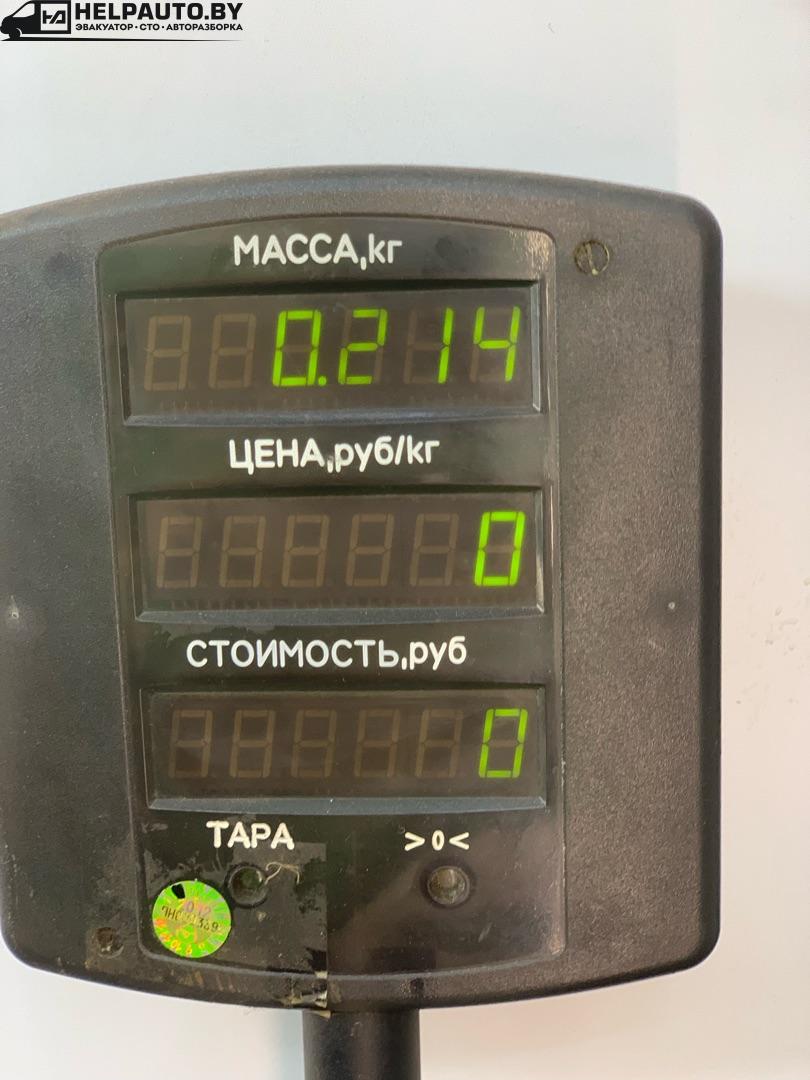 HELPAUTO.BY
ЭВАКУАТОР • СТО • АВТОРАЗБОРКА
МАССА,кг
0.214
ЦЕНА,руб/кг
0
СТОИМОСТЬ,руб
0
ТАРА >0<